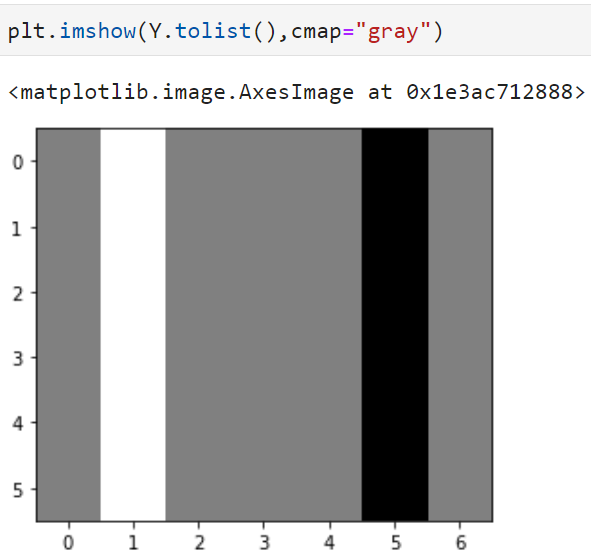 plt.imshow(Y.tolist(),cmap="gray")
<matplotlib.image.AxesImage at 0x1e3ac712888>
0
1
2
3
4
5
0 1 2 3 4 5 6